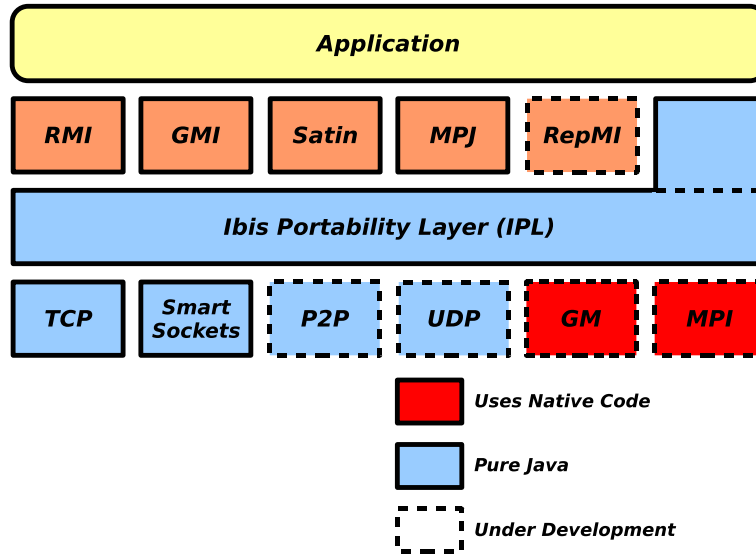 Application
RMI
GMI
Satin
MPJ
RepMI
Ibis Portability Layer (IPL)
TCP
Smart
Sockets
P2P
UDP
GM
MPI
Uses Native Code
Pure Java
Under Development